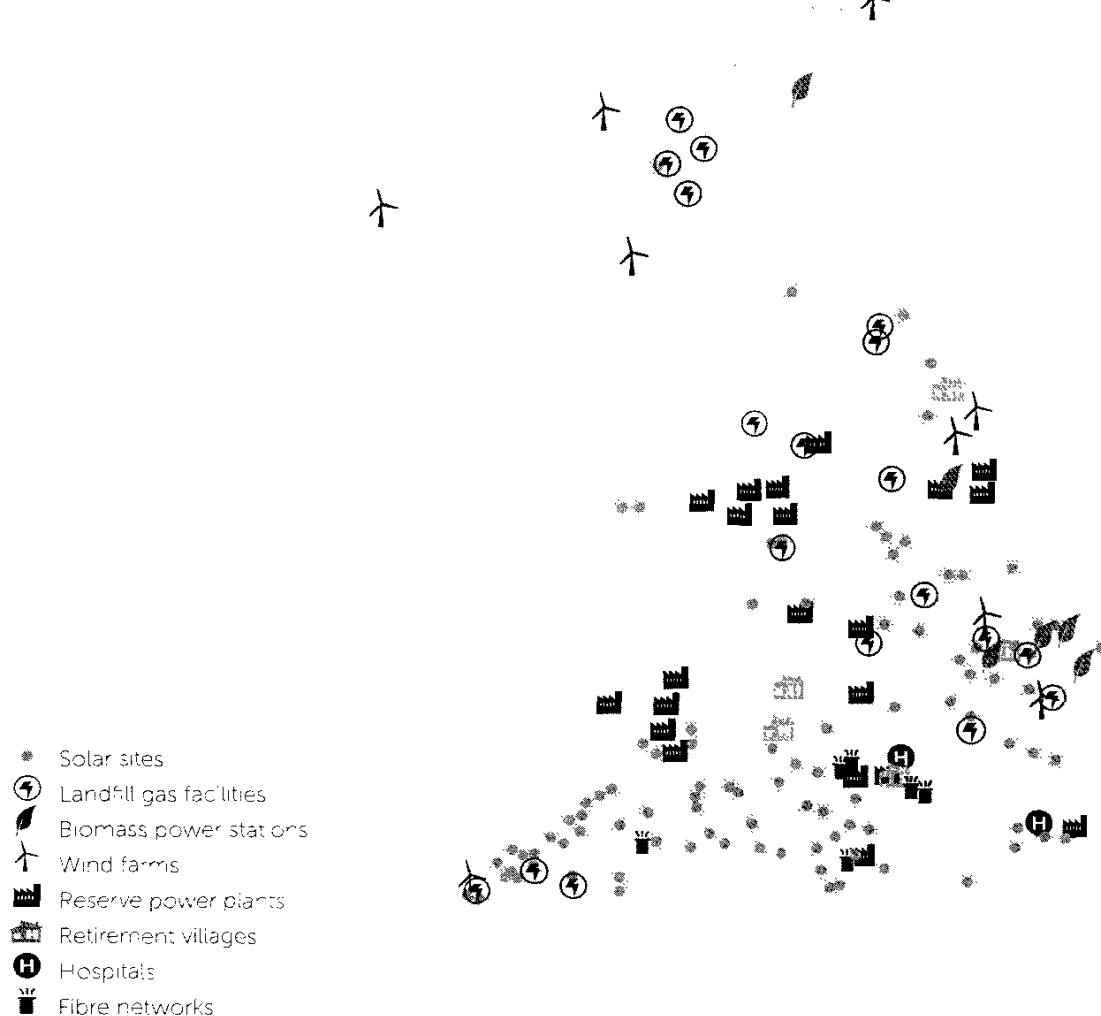 Solar sites
Landfill gas facilities
Biomass power stations
Wind farms
Reserve power plants
Retirement villages
Hospitals
Fibre networks